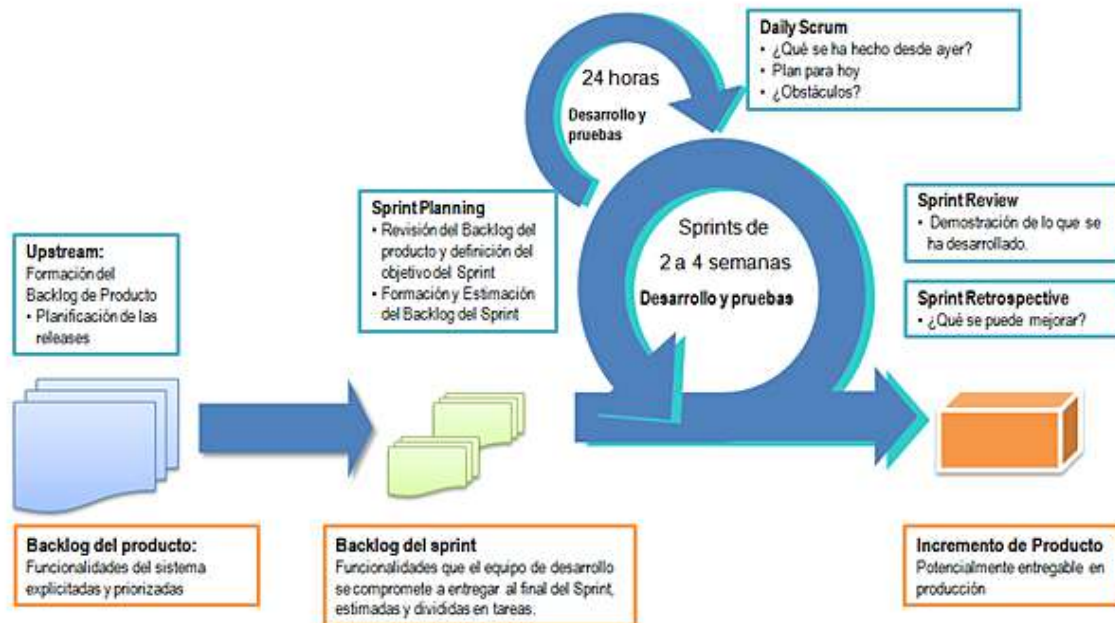 Daily Scrum
• ¿Qué se ha hecho desde ayer?
• Plan para hoy
• ¿Obstáculos?
24 horas
Desarrollo y
pruebas
Sprint Planning
• Revisión del Backlog del
producto y definición del
objetivo del Sprint
• Formación y Estimación
del Backlog del Sprint
Sprints de
2 a 4 semanas
Desarrollo y pruebas
Sprint Review
• Demostración de lo que se
ha desarrollado.
Sprint Retrospective
• ¿Qué se puede mejorar?
Upstream:
Formación del
Backlog de Producto
• Planificación de las
releases
Backlog del producto:
Funcionalidades del sistema
explicitadas y priorizadas
Backlog del sprint
Funcionalidades que el equipo de desarrollo
se compromete a entregar al final del Sprint,
estimadas y divididas en tareas.
Incremento de Producto
Potencialmente entregable en
producción